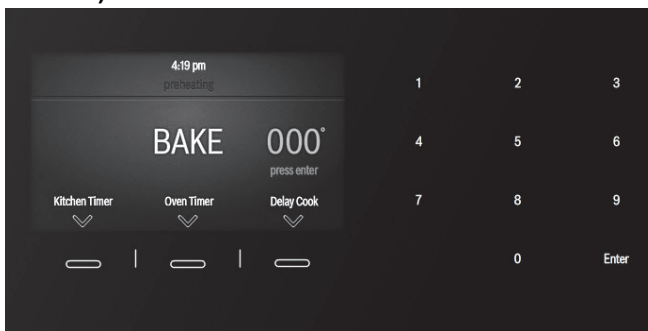 4:19 pm
preheating
BAKE 000°
press enter
Kitchen Timer Oven Timer Delay Cook
1 2 3
4 5 6
7 8 9
0 Enter